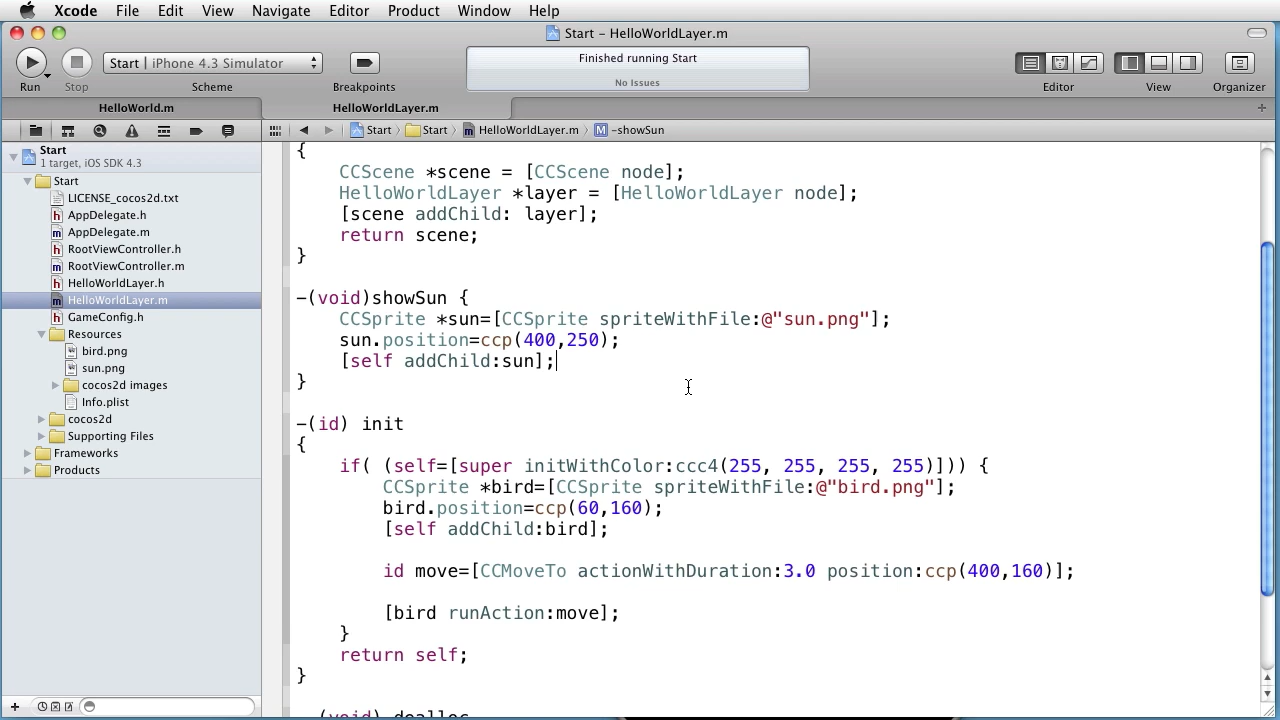 Xcode File Edit View Navigate Editor Product Window Help
Start – HelloWorldLayer.m
Start | iPhone 4.3 Simulator
Finished running Start
No Issues
Run Stop Scheme Breakpoints Editor View Organizer
HelloWorld.m HelloWorldLayer.m
Start Start HelloWorldLayer.m M -showSun
Start
1 target, iOS SDK 4.3
Start
LICENSE_cocos2d.txt
h AppDelegate.h
m AppDelegate.m
h RootViewController.h
m RootViewController.m
h HelloWorldLayer.h
m HelloWorldLayer.m
h GameConfig.h
Resources
bird.png
sun.png
cocos2d images
Info.plist
cocos2d
Supporting Files
Frameworks
Products
{
CCScene *scene = [CCScene node];
HelloWorldLayer *layer = [HelloWorldLayer node];
[scene addChild: layer];
return scene;
}
-(void)showSun {
CCSprite *sun=[CCSprite spriteWithFile:@"sun.png"];
sun.position=ccp(400,250);
[self addChild:sun];
}
-(id) init
{
if( (self=[super initWithColor:ccc4(255, 255, 255, 255)])) {
CCSprite *bird=[CCSprite spriteWithFile:@"bird.png"];
bird.position=ccp(60,160);
[self addChild:bird];
id move=[CCMoveTo actionWithDuration:3.0 position:ccp(400,160)];
[bird runAction:move];
}
return self;
}
(void) dealloc